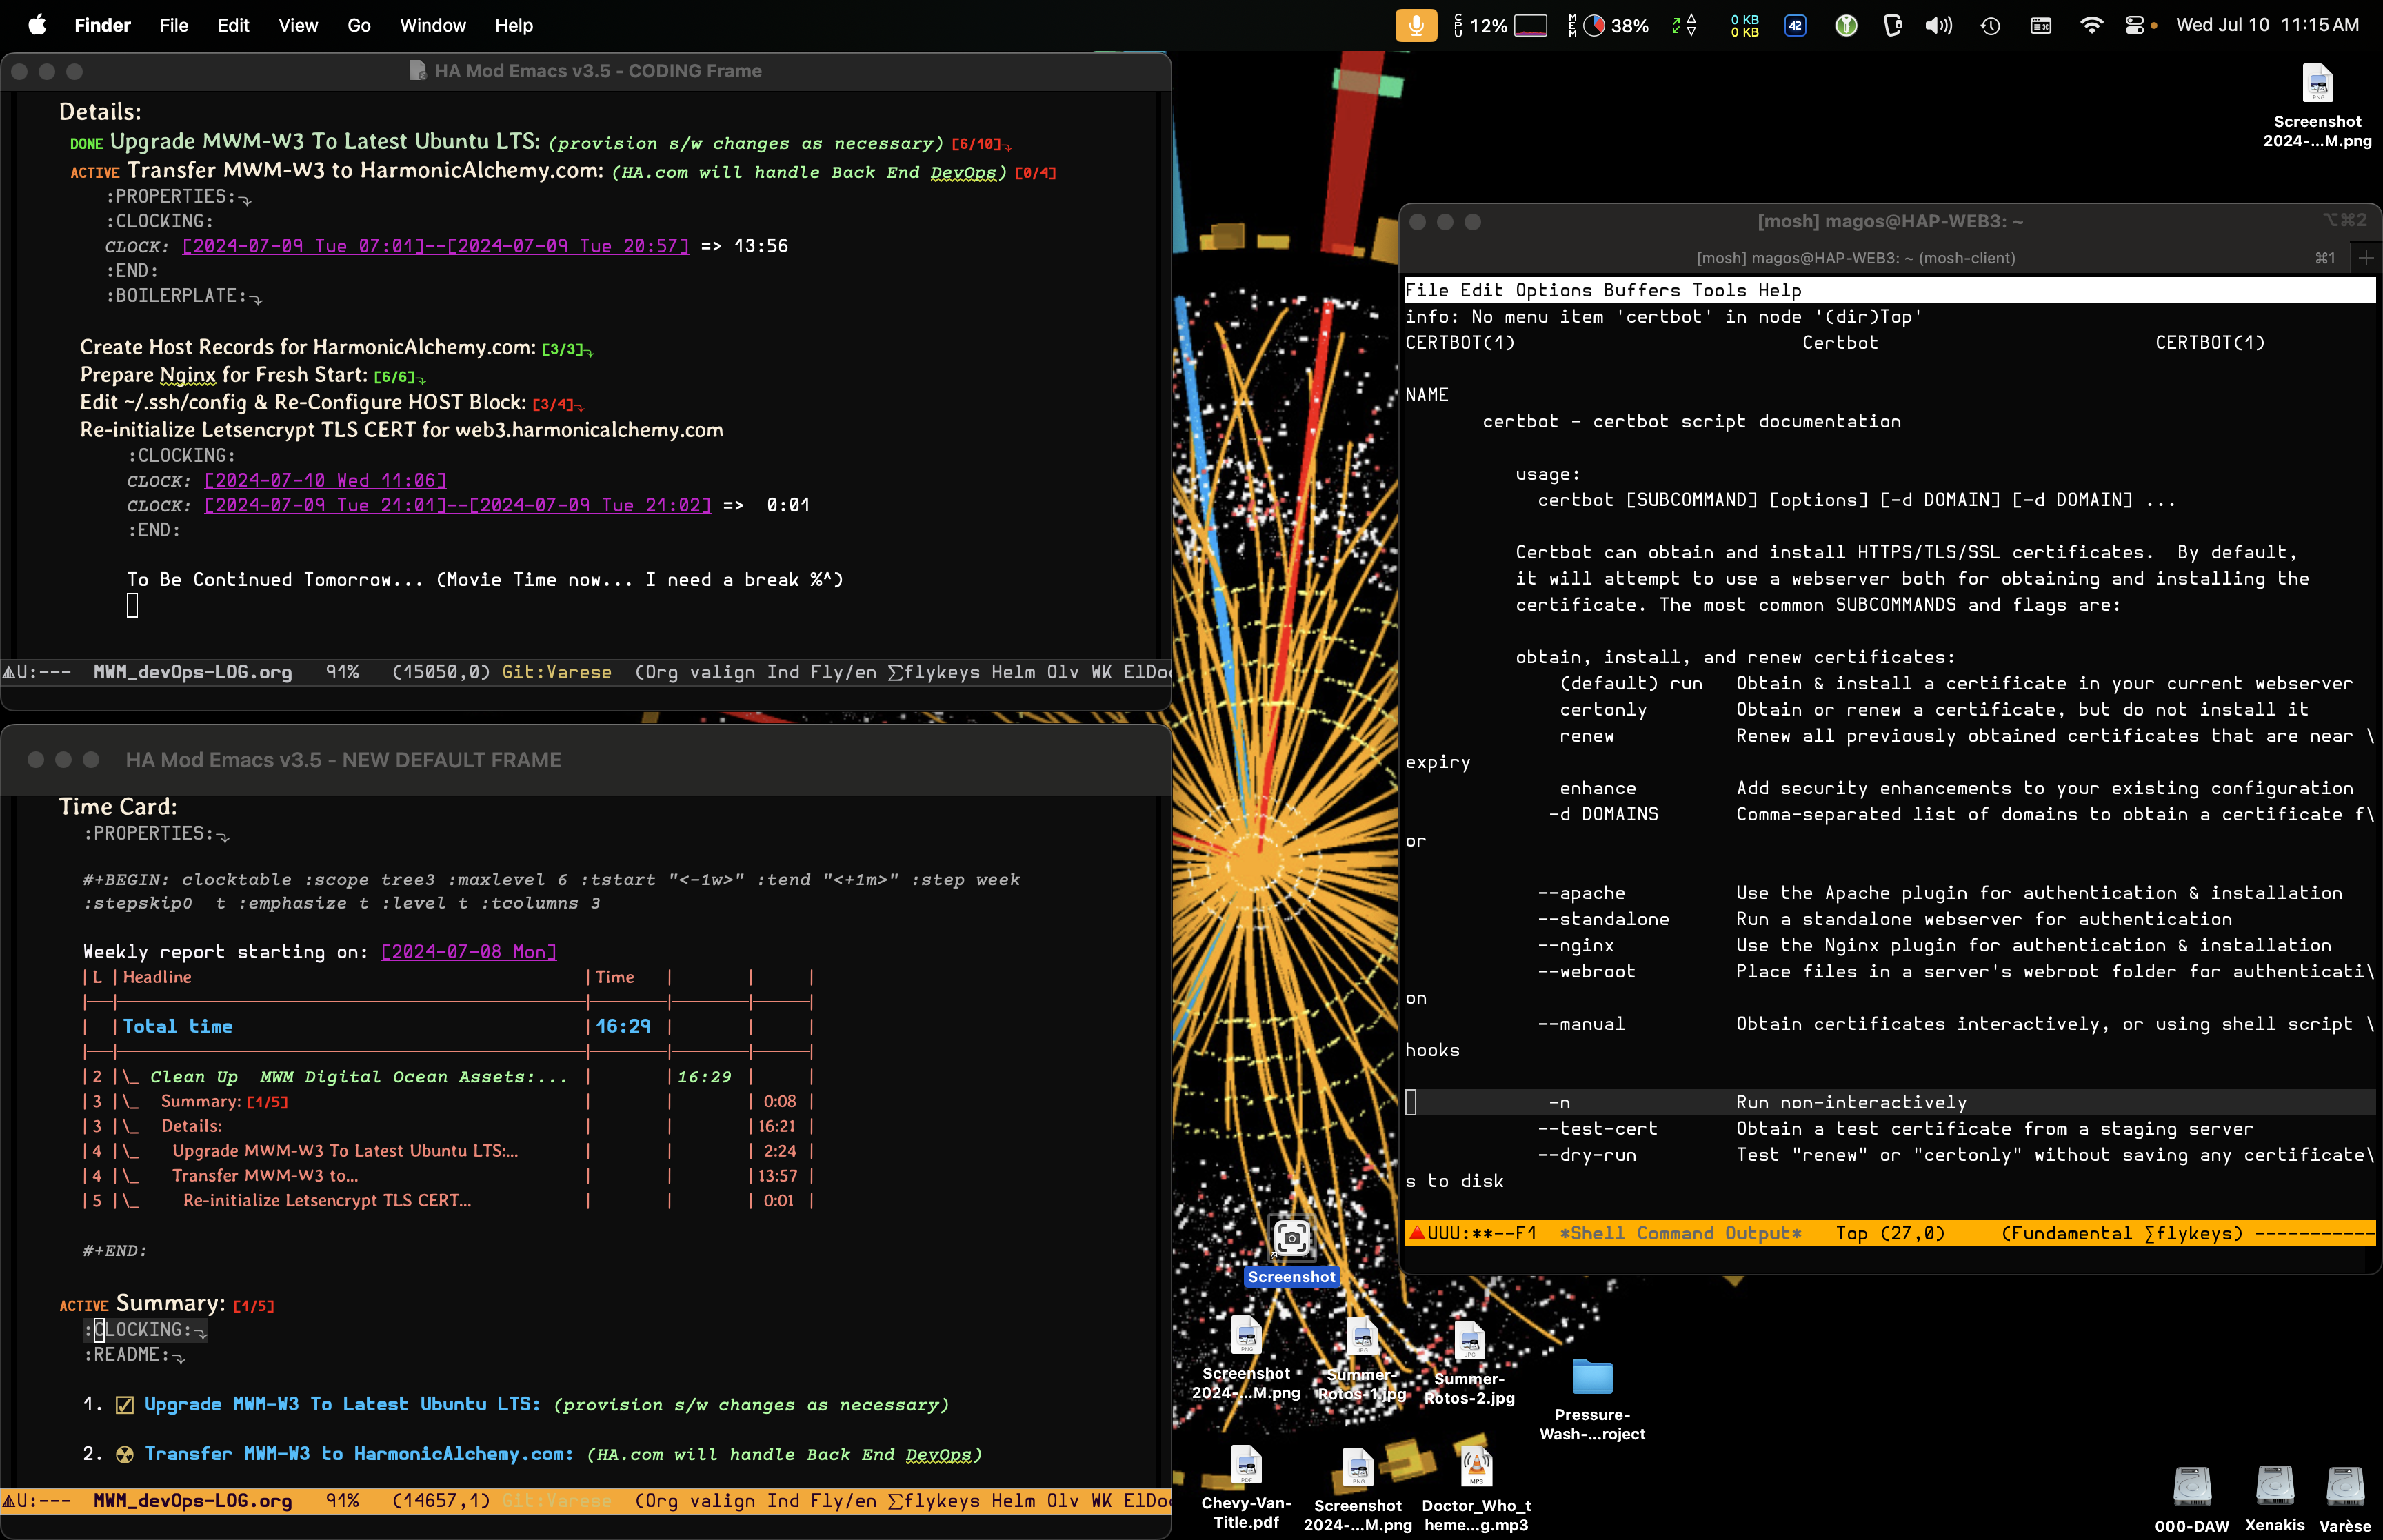 Finder File Edit View Go Window Help
CPU 12% MEM 38% 0 KB 0 KB 42 Wed Jul 10 11:15 AM
HA Mod Emacs v3.5 - CODING Frame
Details:
DONE Upgrade MWM-W3 To Latest Ubuntu LTS: (provision s/w changes as necessary) [6/10]
ACTIVE Transfer MWM-W3 to HarmonicAlchemy.com: (HA.com will handle Back End DevOps) [0/4]
:PROPERTIES:
:CLOCKING:
CLOCK: [2024-07-09 Tue 07:01]--[2024-07-09 Tue 20:57] => 13:56
:END:
:BOILERPLATE:
Create Host Records for HarmonicAlchemy.com: [3/3]
Prepare Nginx for Fresh Start: [6/6]
Edit ~/.ssh/config & Re-Configure HOST Block: [3/4]
Re-initialize Letsencrypt TLS CERT for web3.harmonicalchemy.com
:CLOCKING:
CLOCK: [2024-07-10 Wed 11:06]
CLOCK: [2024-07-09 Tue 21:01]--[2024-07-09 Tue 21:02] => 0:01
:END:
To Be Continued Tomorrow... (Movie Time now... I need a break %^)
U:--- MWM_devOps-LOG.org 91% (15050,0) Git:Varese (Org valign Ind Fly/en ∑flykeys Helm Olv WK ElDoc
HA Mod Emacs v3.5 - NEW DEFAULT FRAME
Time Card:
:PROPERTIES:
#+BEGIN: clocktable :scope tree3 :maxlevel 6 :tstart "<-1w>" :tend "<+1m>" :step week
:stepskip0 t :emphasize t :level t :tcolumns 3
Weekly report starting on: [2024-07-08 Mon]
| L | Headline | Time | | |
| | Total time | 16:29 | | |
| 2 | \_ Clean Up MWM Digital Ocean Assets:... | | 16:29 | |
| 3 | \_ Summary: [1/5] | | | 0:08 |
| 3 | \_ Details: | | | 16:21 |
| 4 | \_ Upgrade MWM-W3 To Latest Ubuntu LTS:... | | | 2:24 |
| 4 | \_ Transfer MWM-W3 to... | | | 13:57 |
| 5 | \_ Re-initialize Letsencrypt TLS CERT... | | | 0:01 |
#+END:
ACTIVE Summary: [1/5]
:CLOCKING:
:README:
1. Upgrade MWM-W3 To Latest Ubuntu LTS: (provision s/w changes as necessary)
2. Transfer MWM-W3 to HarmonicAlchemy.com: (HA.com will handle Back End DevOps)
U:--- MWM_devOps-LOG.org 91% (14657,1) Git:Varese (Org valign Ind Fly/en ∑flykeys Helm Olv WK ElDoc
[mosh] magos@HAP-WEB3: ~ ⌥⌘2
[mosh] magos@HAP-WEB3: ~ (mosh-client) ⌘1 +
File Edit Options Buffers Tools Help
info: No menu item 'certbot' in node '(dir)Top'
CERTBOT(1) Certbot CERTBOT(1)
NAME
certbot - certbot script documentation
usage:
certbot [SUBCOMMAND] [options] [-d DOMAIN] [-d DOMAIN] ...
Certbot can obtain and install HTTPS/TLS/SSL certificates. By default,
it will attempt to use a webserver both for obtaining and installing the
certificate. The most common SUBCOMMANDS and flags are:
obtain, install, and renew certificates:
(default) run Obtain & install a certificate in your current webserver
certonly Obtain or renew a certificate, but do not install it
renew Renew all previously obtained certificates that are near \
expiry
enhance Add security enhancements to your existing configuration
-d DOMAINS Comma-separated list of domains to obtain a certificate f\
or
--apache Use the Apache plugin for authentication & installation
--standalone Run a standalone webserver for authentication
--nginx Use the Nginx plugin for authentication & installation
--webroot Place files in a server's webroot folder for authenticati\
on
--manual Obtain certificates interactively, or using shell script \
hooks
-n Run non-interactively
--test-cert Obtain a test certificate from a staging server
--dry-run Test "renew" or "certonly" without saving any certificate\
s to disk
UUU:**--F1 *Shell Command Output* Top (27,0) (Fundamental ∑flykeys) -----------
PNG
Screenshot
2024-...M.png
Screenshot
PNG
Screenshot
2024-...M.png
JPG
Summer-
Rotos-1.jpg
JPG
Summer-
Rotos-2.jpg
Pressure-
Wash-...roject
PDF
Chevy-Van-
Title.pdf
PNG
Screenshot
2024-...M.png
MP3
Doctor_Who_t
heme...g.mp3
000-DAW
Xenakis
Varèse